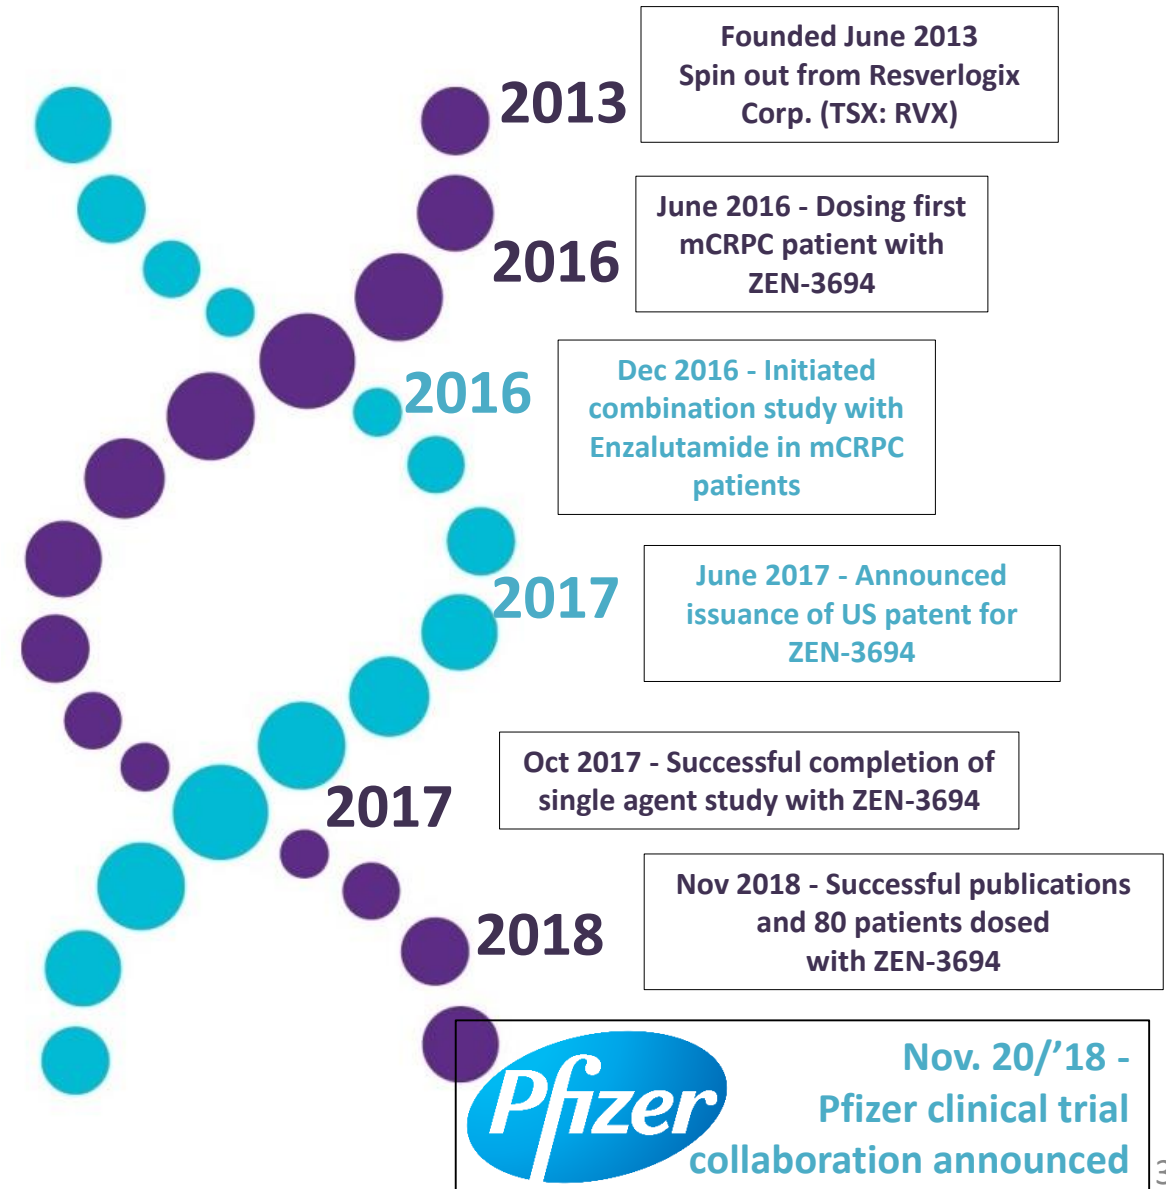 2013
Founded June 2013
Spin out from Resverlogix
Corp. (TSX: RVX)
2016
June 2016 - Dosing first
mCRPC patient with
ZEN-3694
2016
Dec 2016 - Initiated
combination study with
Enzalutamide in mCRPC
patients
2017
June 2017 - Announced
issuance of US patent for
ZEN-3694
2017
Oct 2017 - Successful completion of
single agent study with ZEN-3694
2018
Nov 2018 - Successful publications
and 80 patients dosed
with ZEN-3694
Pfizer
Nov. 20/’18 -
Pfizer clinical trial
collaboration announced
3